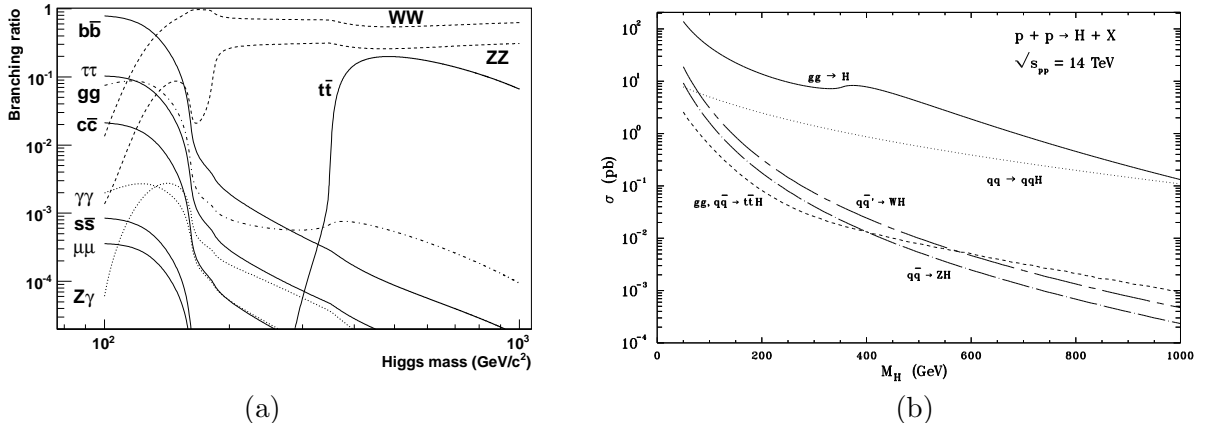 Branching ratio
1
10⁻¹
10⁻²
10⁻³
10⁻⁴
bb̄
ττ
gg
cc̄
γγ
ss̄
μμ
Zγ
WW
ZZ
tt̄
10²
10³
Higgs mass (GeV/c²)
(a)
σ (pb)
10²
10¹
10⁰
10⁻¹
10⁻²
10⁻³
10⁻⁴
p + p → H + X
√s_pp = 14 TeV
gg → H
qq → qqH
gg, qq̄ → tt̄H
qq̄' → WH
qq̄ → ZH
0 200 400 600 800 1000
M_H (GeV)
(b)